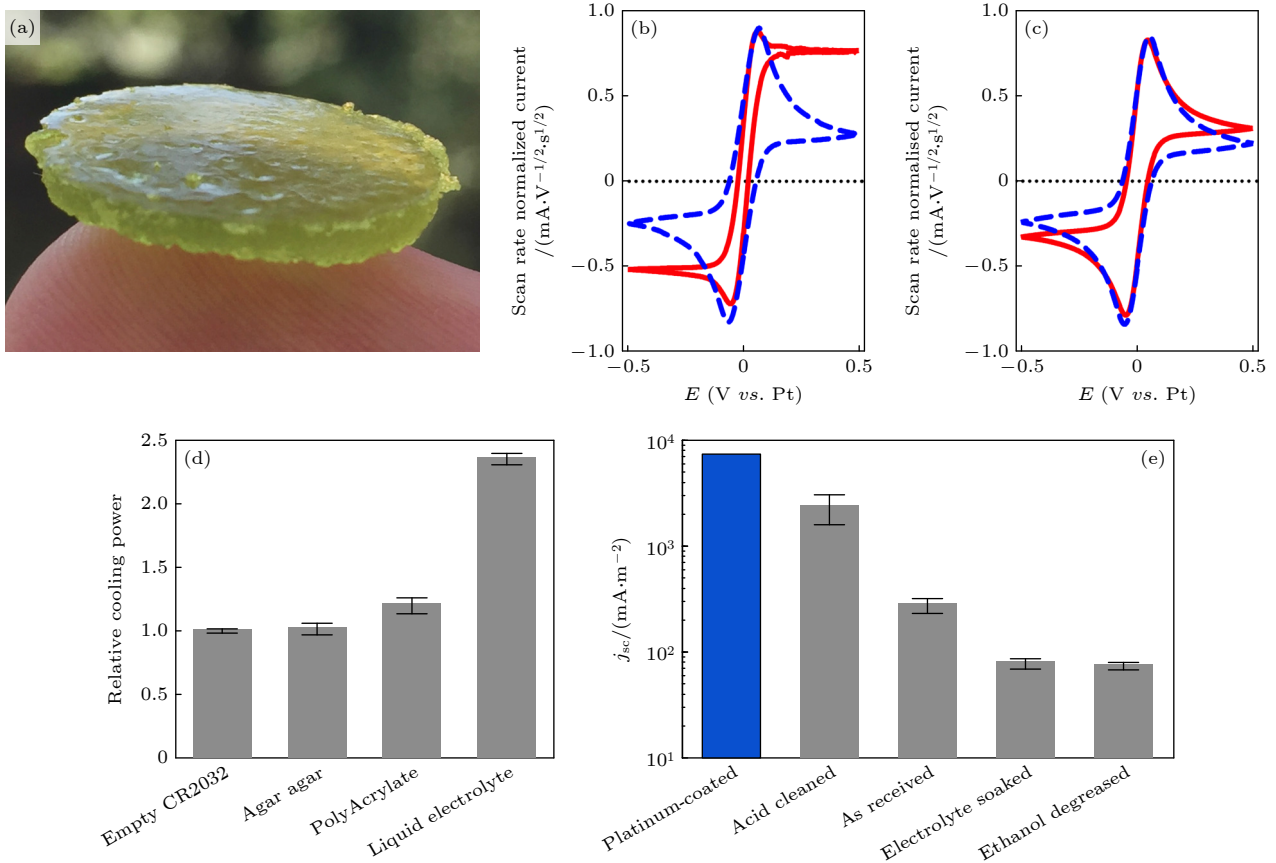 (a)
(b)
(c)
Scan rate normalized current
/(mA·V−1/2·s1/2)
1.0
0.5
0
−0.5
−1.0
−0.5
0
0.5
E (V vs. Pt)
Scan rate normalised current
/(mA·V−1/2·s1/2)
1.0
0.5
0
−0.5
−1.0
−0.5
0
0.5
E (V vs. Pt)
(d)
Relative cooling power
2.5
2.0
1.5
1.0
0.5
0
Empty CR2032
Agar agar
PolyAcrylate
Liquid electrolyte
(e)
jsc/(mA·m−2)
10⁴
10³
10²
10¹
Platinum-coated
Acid cleaned
As received
Electrolyte soaked
Ethanol degreased